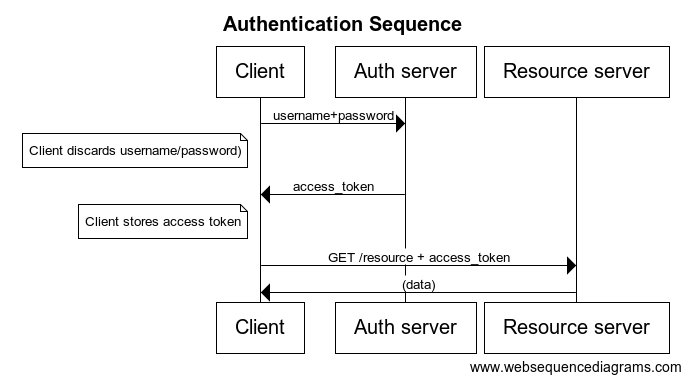 Authentication Sequence
Client
Auth server
Resource server
username+password
Client discards username/password)
access_token
Client stores access token
GET /resource + access_token
(data)
Client
Auth server
Resource server
www.websequencediagrams.com